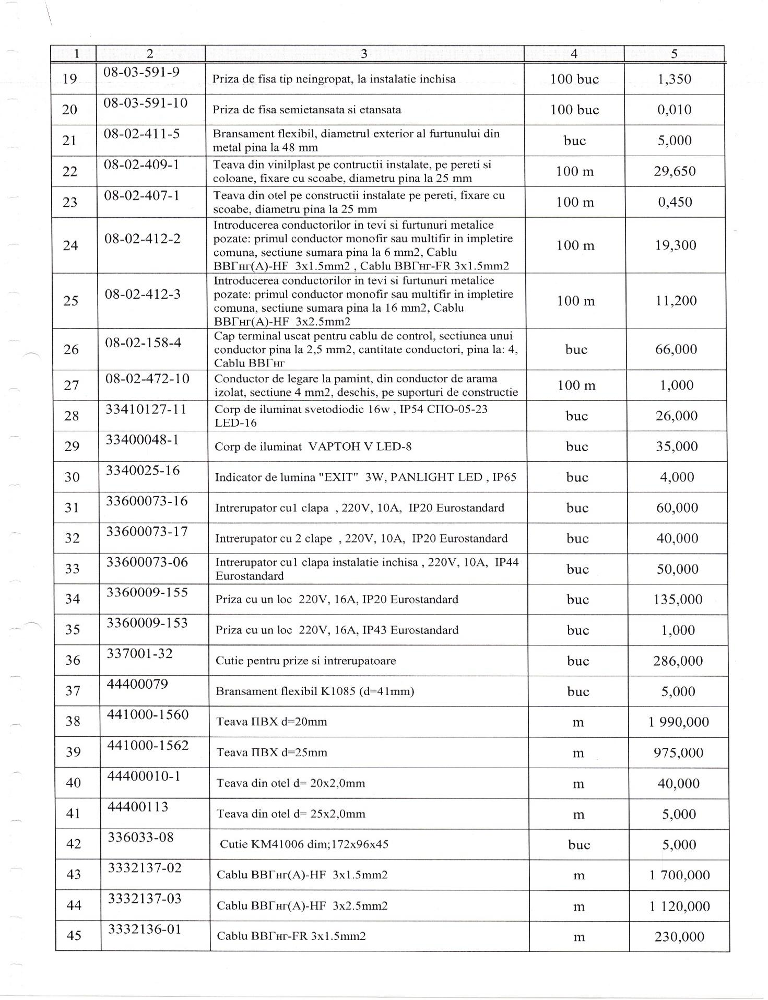 1 2 3 4 5
19 08-03-591-9 Priza de fisa tip neingropat, la instalatie inchisa 100 buc 1,350
20 08-03-591-10 Priza de fisa semietansata si etansata 100 buc 0,010
21 08-02-411-5 Bransament flexibil, diametrul exterior al furtunului din
metal pina la 48 mm buc 5,000
22 08-02-409-1 Teava din vinilplast pe contructii instalate, pe pereti si
coloane, fixare cu scoabe, diametru pina la 25 mm 100 m 29,650
23 08-02-407-1 Teava din otel pe constructii instalate pe pereti, fixare cu
scoabe, diametru pina la 25 mm 100 m 0,450
24 08-02-412-2 Introducerea conductorilor in tevi si furtunuri metalice
pozate: primul conductor monofir sau multifir in impletire
comuna, sectiune sumara pina la 6 mm2, Cablu
ВВГнг(А)-HF 3x1.5mm2 , Cablu ВВГнг-FR 3x1.5mm2 100 m 19,300
25 08-02-412-3 Introducerea conductorilor in tevi si furtunuri metalice
pozate: primul conductor monofir sau multifir in impletire
comuna, sectiune sumara pina la 16 mm2, Cablu
ВВГнг(А)-HF 3x2.5mm2 100 m 11,200
26 08-02-158-4 Cap terminal uscat pentru cablu de control, sectiunea unui
conductor pina la 2,5 mm2, cantitate conductori, pina la: 4,
Cablu ВВГнг buc 66,000
27 08-02-472-10 Conductor de legare la pamint, din conductor de arama
izolat, sectiune 4 mm2, deschis, pe suporturi de constructie 100 m 1,000
28 33410127-11 Corp de iluminat svetodiodic 16w , IP54 СПО-05-23
LED-16 buc 26,000
29 33400048-1 Corp de iluminat VAPTOH V LED-8 buc 35,000
30 3340025-16 Indicator de lumina "EXIT" 3W, PANLIGHT LED , IP65 buc 4,000
31 33600073-16 Intrerupator cu1 clapa , 220V, 10A, IP20 Eurostandard buc 60,000
32 33600073-17 Intrerupator cu 2 clape , 220V, 10A, IP20 Eurostandard buc 40,000
33 33600073-06 Intrerupator cu1 clapa instalatie inchisa , 220V, 10A, IP44
Eurostandard buc 50,000
34 3360009-155 Priza cu un loc 220V, 16A, IP20 Eurostandard buc 135,000
35 3360009-153 Priza cu un loc 220V, 16A, IP43 Eurostandard buc 1,000
36 337001-32 Cutie pentru prize si intrerupatoare buc 286,000
37 44400079 Bransament flexibil K1085 (d=41mm) buc 5,000
38 441000-1560 Teava ПВХ d=20mm m 1 990,000
39 441000-1562 Teava ПВХ d=25mm m 975,000
40 44400010-1 Teava din otel d= 20x2,0mm m 40,000
41 44400113 Teava din otel d= 25x2,0mm m 5,000
42 336033-08 Cutie KM41006 dim;172x96x45 buc 5,000
43 3332137-02 Cablu ВВГнг(А)-HF 3x1.5mm2 m 1 700,000
44 3332137-03 Cablu ВВГнг(А)-HF 3x2.5mm2 m 1 120,000
45 3332136-01 Cablu ВВГнг-FR 3x1.5mm2 m 230,000